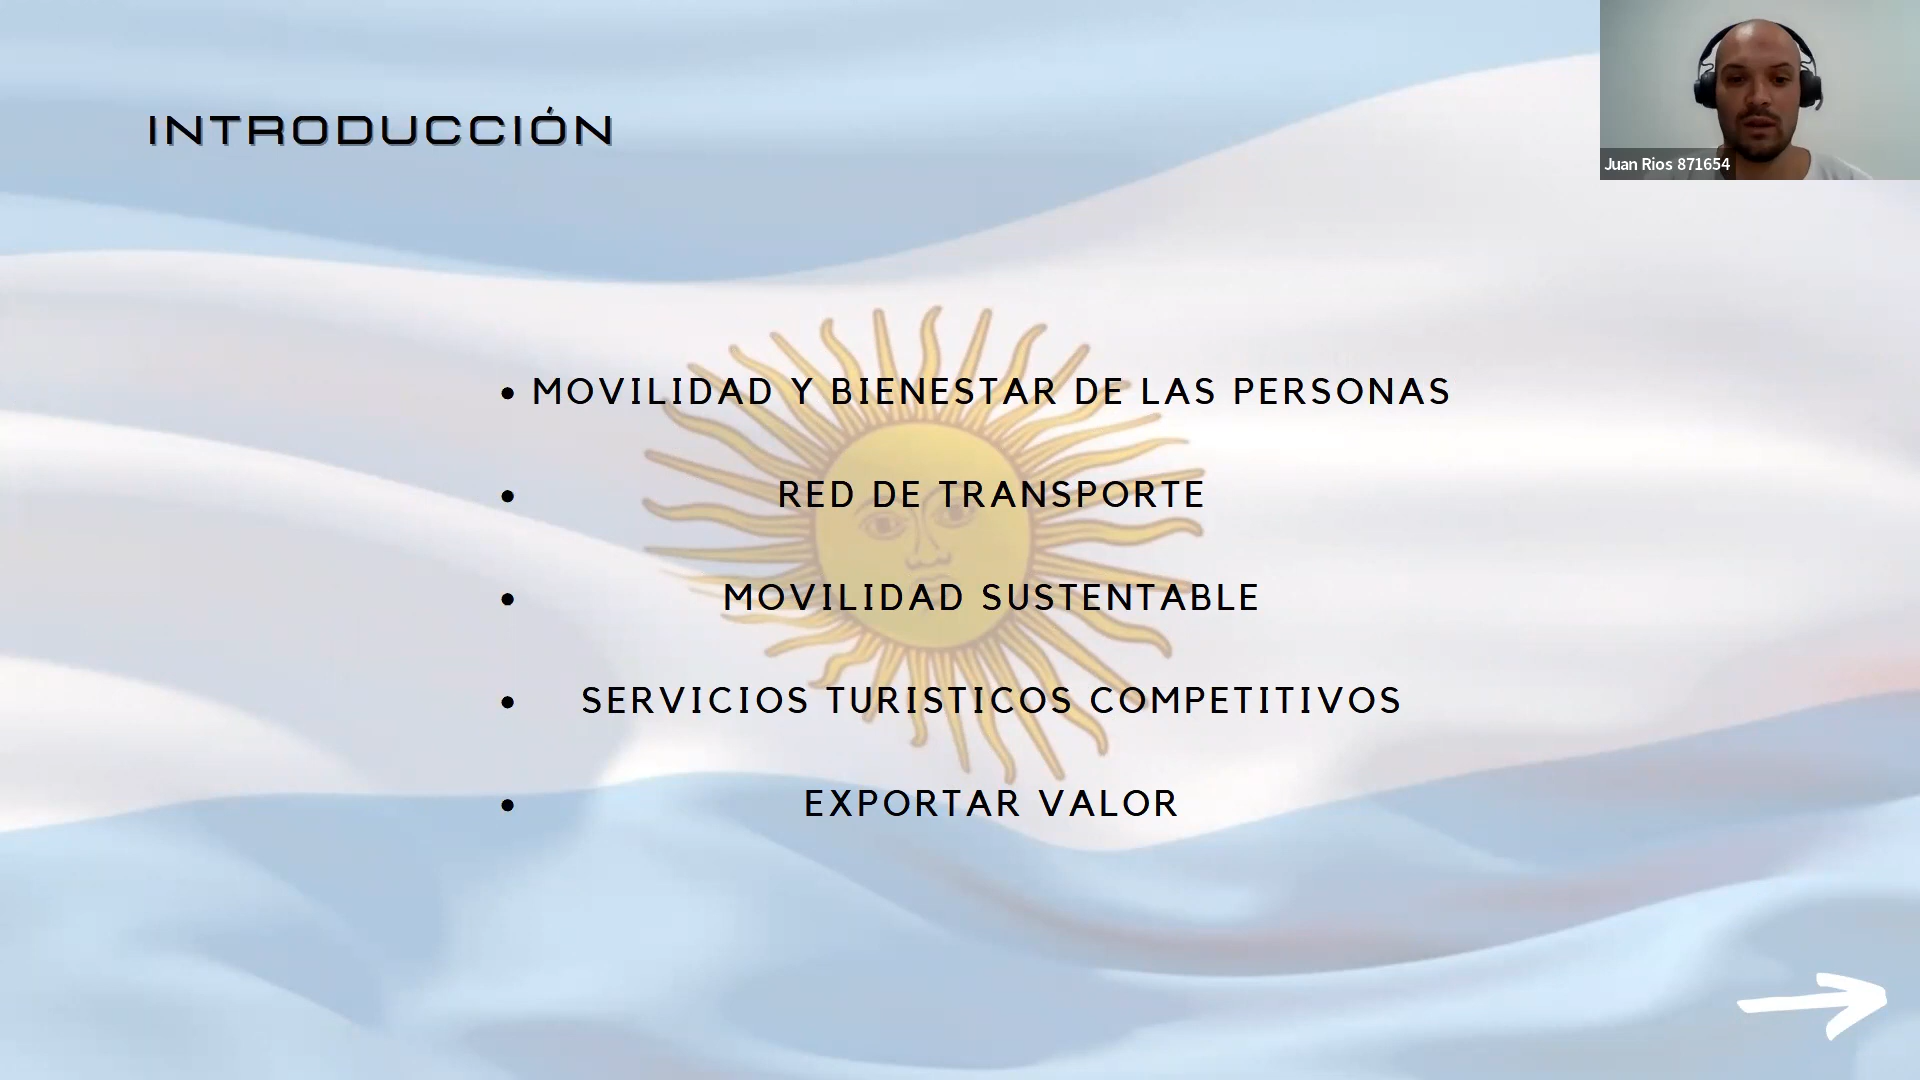 INTRODUCCIÓN
Juan Rios 871654
• MOVILIDAD Y BIENESTAR DE LAS PERSONAS
• RED DE TRANSPORTE
• MOVILIDAD SUSTENTABLE
• SERVICIOS TURISTICOS COMPETITIVOS
• EXPORTAR VALOR